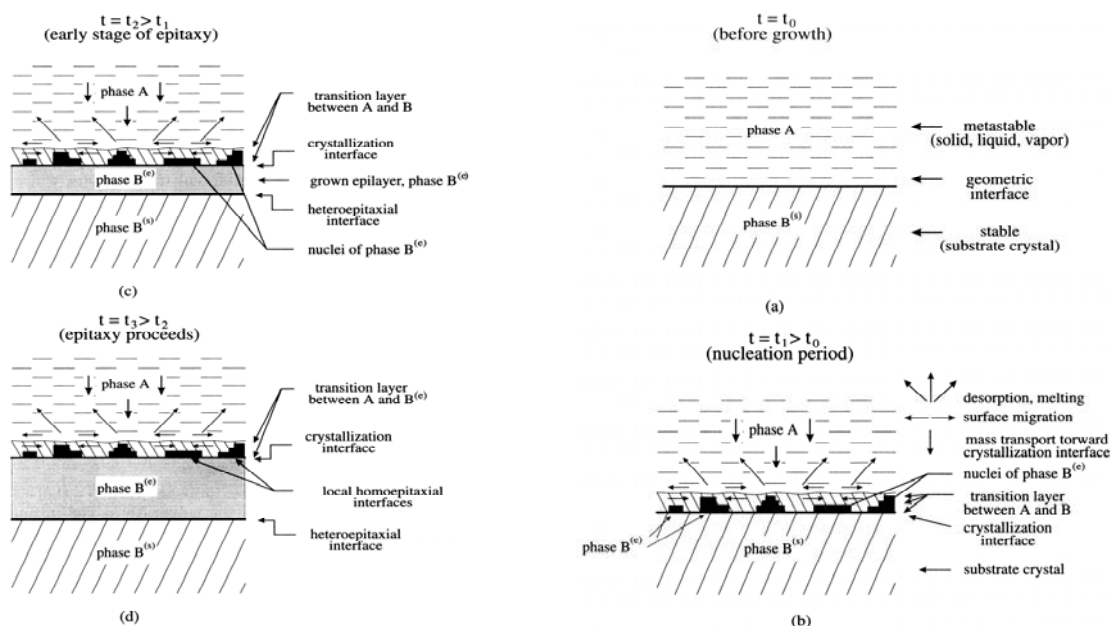 t = t₂ > t₁
(early stage of epitaxy)
phase A
transition layer
between A and B
crystallization
interface
phase B⁽ᵉ⁾
grown epilayer, phase B⁽ᵉ⁾
heteroepitaxial
interface
phase B⁽ˢ⁾
nuclei of phase B⁽ᵉ⁾
(c)
t = t₀
(before growth)
phase A
metastable
(solid, liquid, vapor)
geometric
interface
phase B⁽ˢ⁾
stable
(substrate crystal)
(a)
t = t₃ > t₂
(epitaxy proceeds)
phase A
transition layer
between A and B⁽ᵉ⁾
crystallization
interface
phase B⁽ᵉ⁾
local homoepitaxial
interfaces
heteroepitaxial
interface
phase B⁽ˢ⁾
(d)
t = t₁ > t₀
(nucleation period)
desorption, melting
surface migration
phase A
mass transport torward
crystallization interface
nuclei of phase B⁽ᵉ⁾
transition layer
between A and B
crystallization
interface
phase B⁽ᵉ⁾
phase B⁽ˢ⁾
substrate crystal
(b)